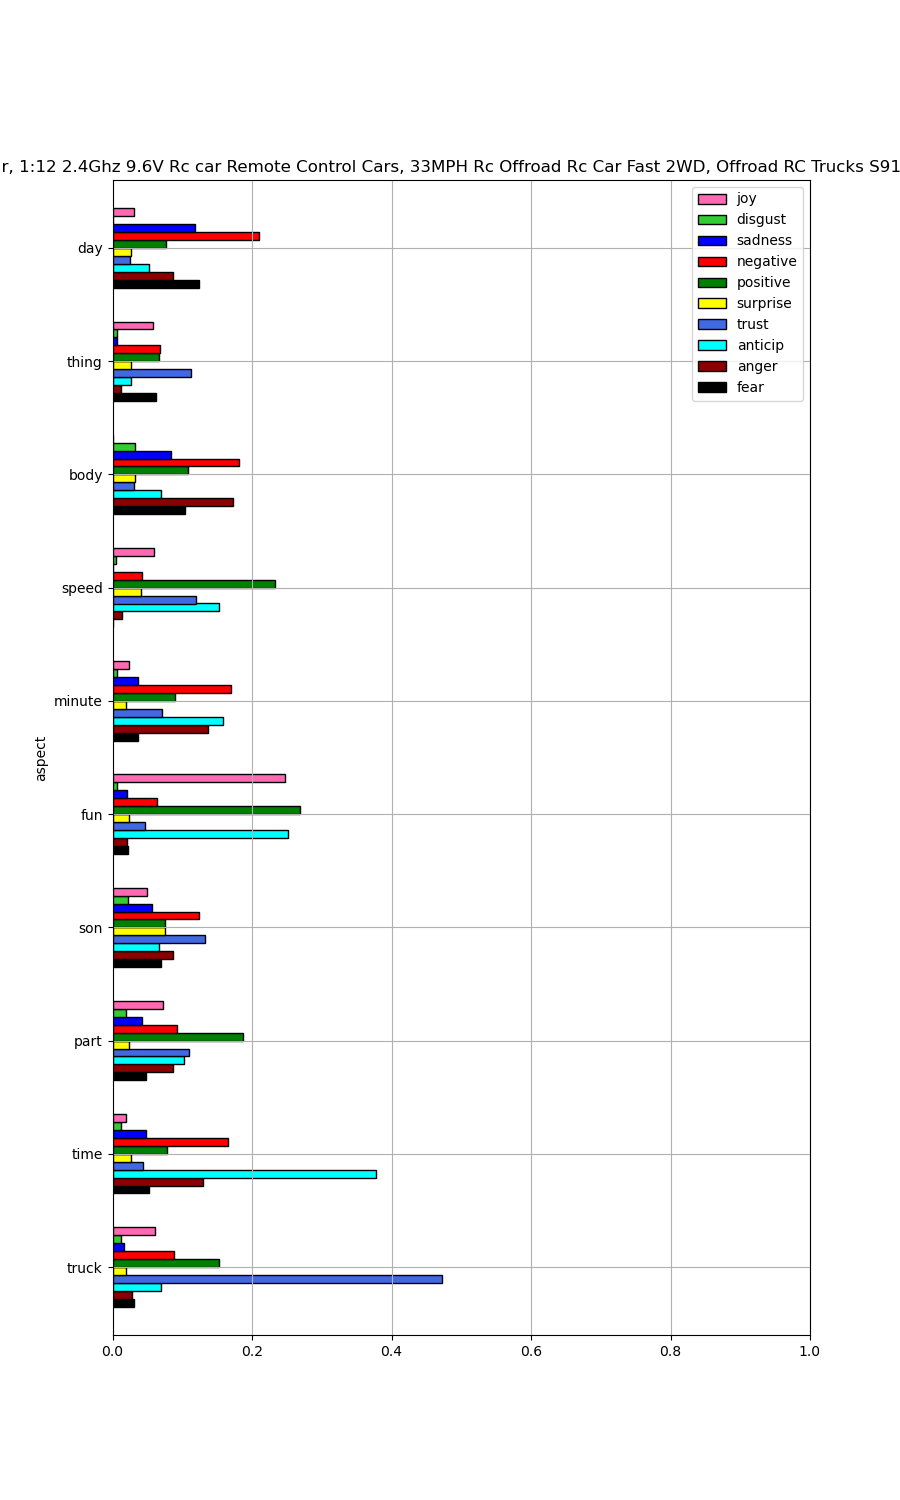 r, 1:12 2.4Ghz 9.6V Rc car Remote Control Cars, 33MPH Rc Offroad Rc Car Fast 2WD, Offroad RC Trucks S91
joy
disgust
sadness
negative
positive
surprise
trust
anticip
anger
fear
day
thing
body
speed
minute
fun
son
part
time
truck
aspect
0.0 0.2 0.4 0.6 0.8 1.0